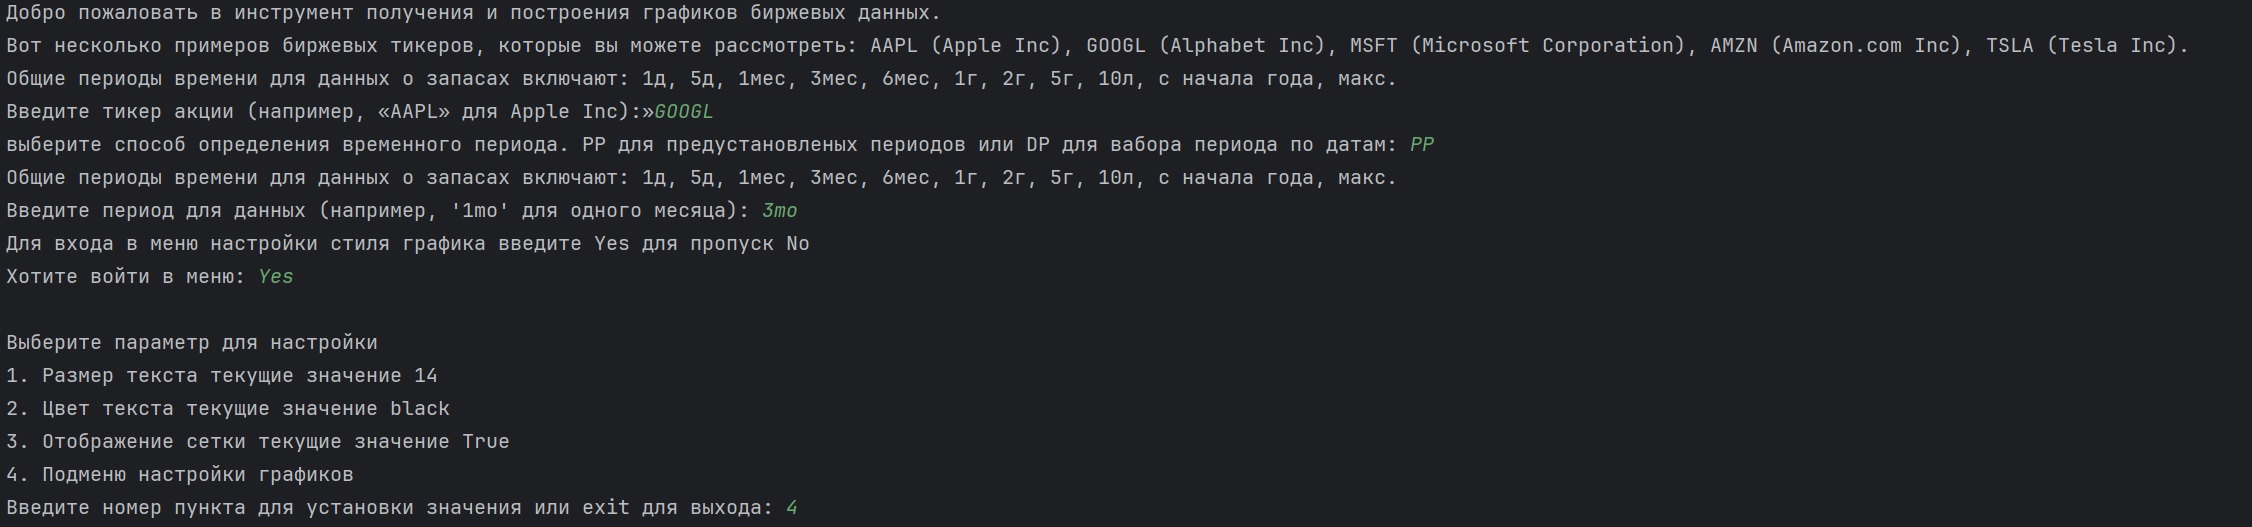 Добро пожаловать в инструмент получения и построения графиков биржевых данных.
Вот несколько примеров биржевых тикеров, которые вы можете рассмотреть: AAPL (Apple Inc), GOOGL (Alphabet Inc), MSFT (Microsoft Corporation), AMZN (Amazon.com Inc), TSLA (Tesla Inc).
Общие периоды времени для данных о запасах включают: 1д, 5д, 1мес, 3мес, 6мес, 1г, 2г, 5г, 10л, с начала года, макс.
Введите тикер акции (например, «AAPL» для Apple Inc):»GOOGL
выберите способ определения временного периода. PP для предустановленых периодов или DP для вабора периода по датам: PP
Общие периоды времени для данных о запасах включают: 1д, 5д, 1мес, 3мес, 6мес, 1г, 2г, 5г, 10л, с начала года, макс.
Введите период для данных (например, '1mo' для одного месяца): 3mo
Для входа в меню настройки стиля графика введите Yes для пропуск No
Хотите войти в меню: Yes
Выберите параметр для настройки
1. Размер текста текущие значение 14
2. Цвет текста текущие значение black
3. Отображение сетки текущие значение True
4. Подменю настройки графиков
Введите номер пункта для установки значения или exit для выхода: 4